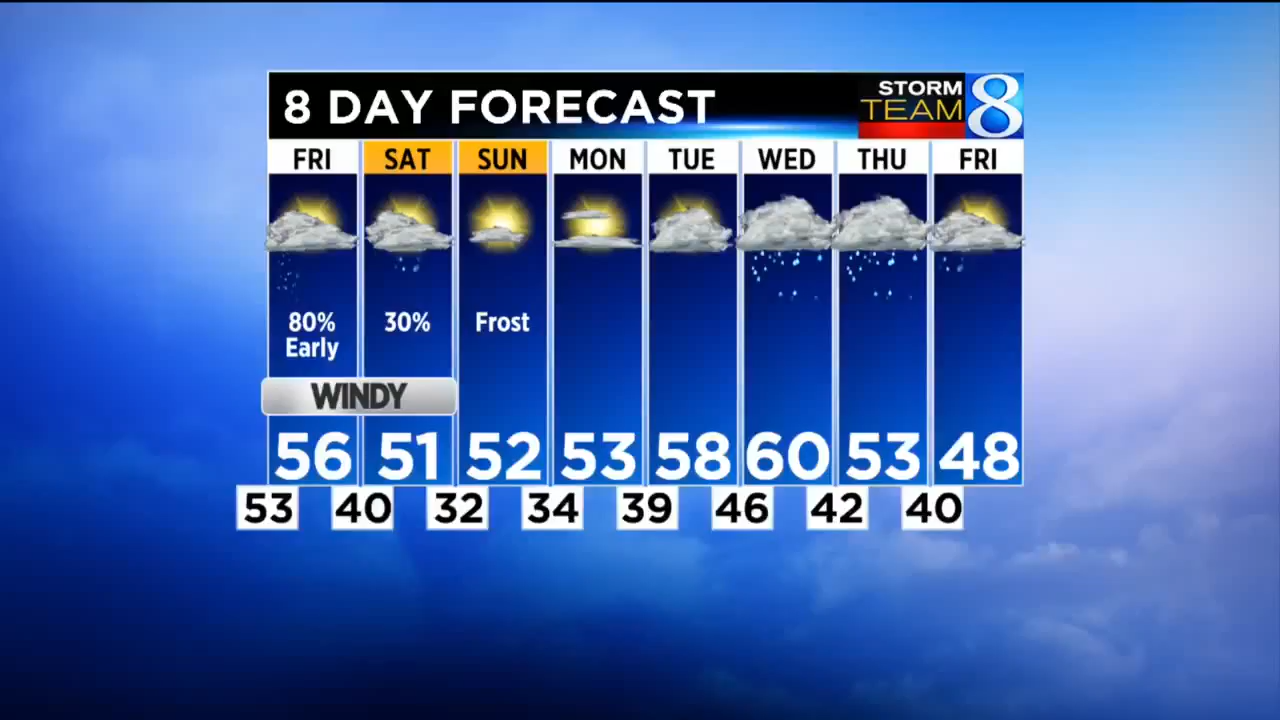 8 DAY FORECAST
STORM
TEAM 8
FRI SAT SUN MON TUE WED THU FRI
80% 30% Frost
Early
WINDY
56 51 52 53 58 60 53 48
53 40 32 34 39 46 42 40